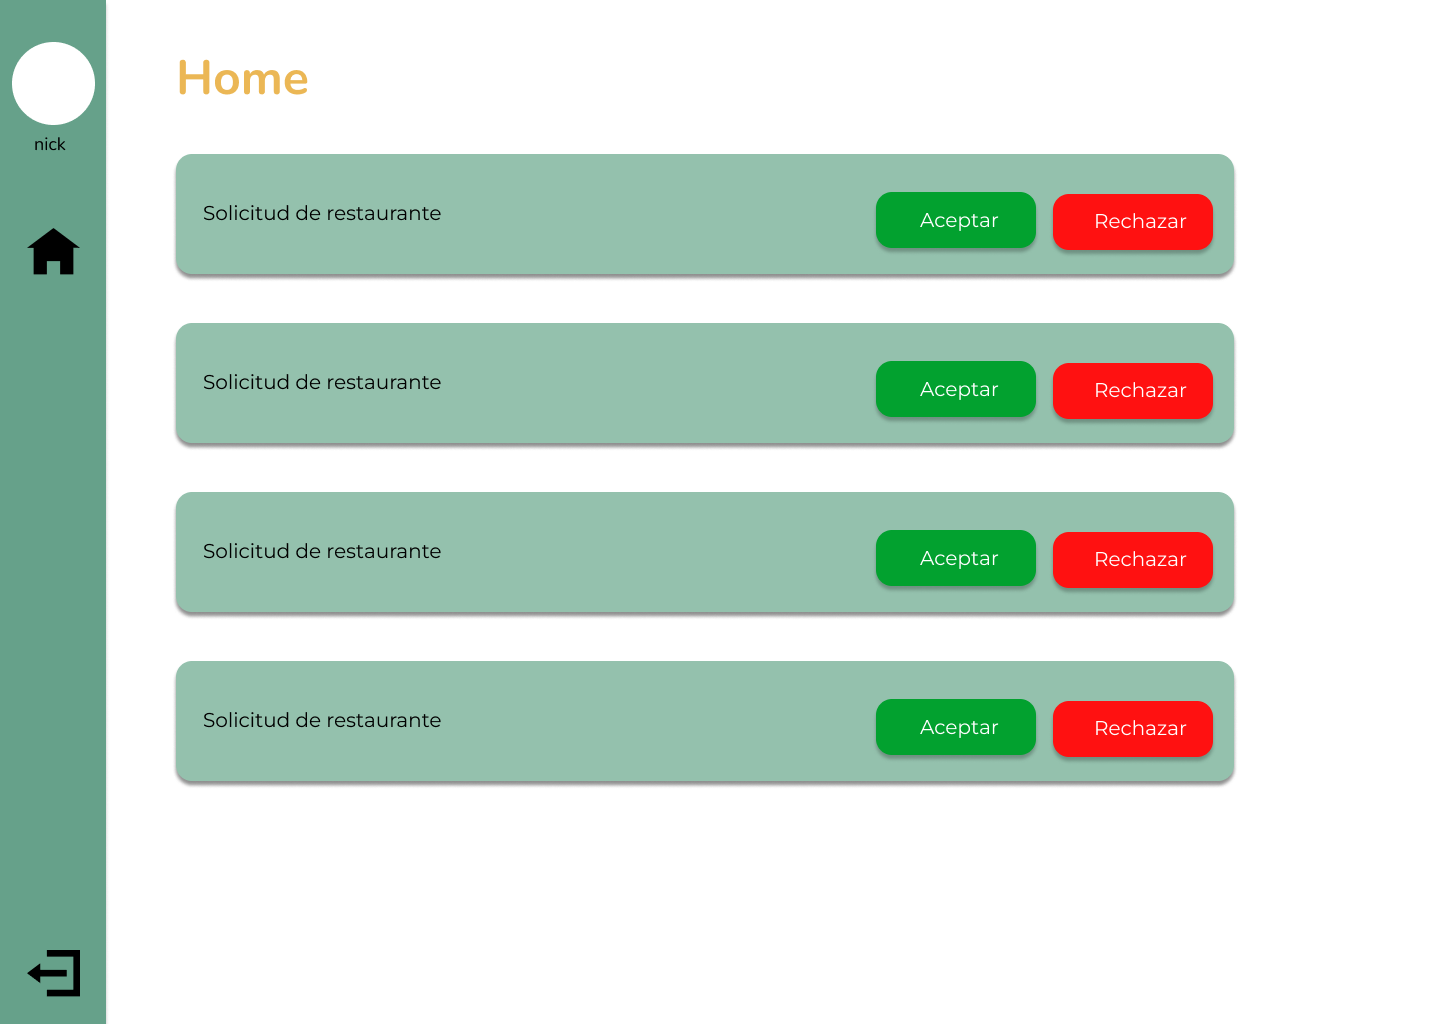 Home
nick
Solicitud de restaurante
Aceptar
Rechazar
Solicitud de restaurante
Aceptar
Rechazar
Solicitud de restaurante
Aceptar
Rechazar
Solicitud de restaurante
Aceptar
Rechazar